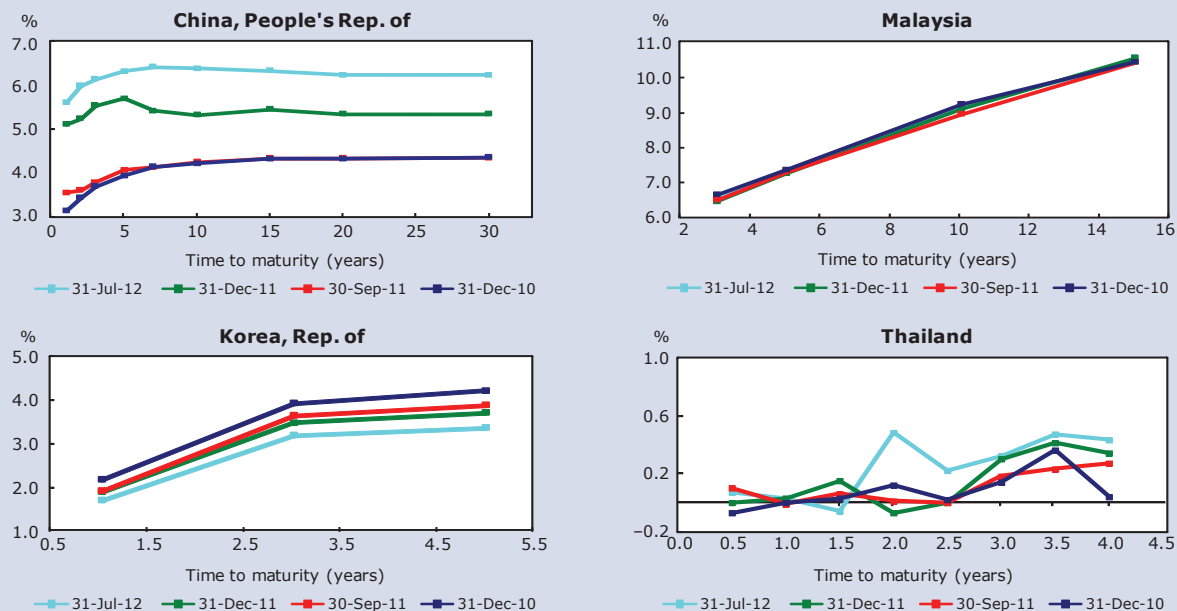 China, People's Rep. of
%
7.0
6.0
5.0
4.0
3.0
0 5 10 15 20 25 30
Time to maturity (years)
31-Jul-12 31-Dec-11 30-Sep-11 31-Dec-10
Malaysia
%
11.0
10.0
9.0
8.0
7.0
6.0
2 4 6 8 10 12 14 16
Time to maturity (years)
31-Jul-12 31-Dec-11 30-Sep-11 31-Dec-10
Korea, Rep. of
%
5.0
4.0
3.0
2.0
1.0
0.5 1.5 2.5 3.5 4.5 5.5
Time to maturity (years)
31-Jul-12 31-Dec-11 30-Sep-11 31-Dec-10
Thailand
%
1.0
0.6
0.2
–0.2
0.0 0.5 1.0 1.5 2.0 2.5 3.0 3.5 4.0 4.5
Time to maturity (years)
31-Jul-12 31-Dec-11 30-Sep-11 31-Dec-10